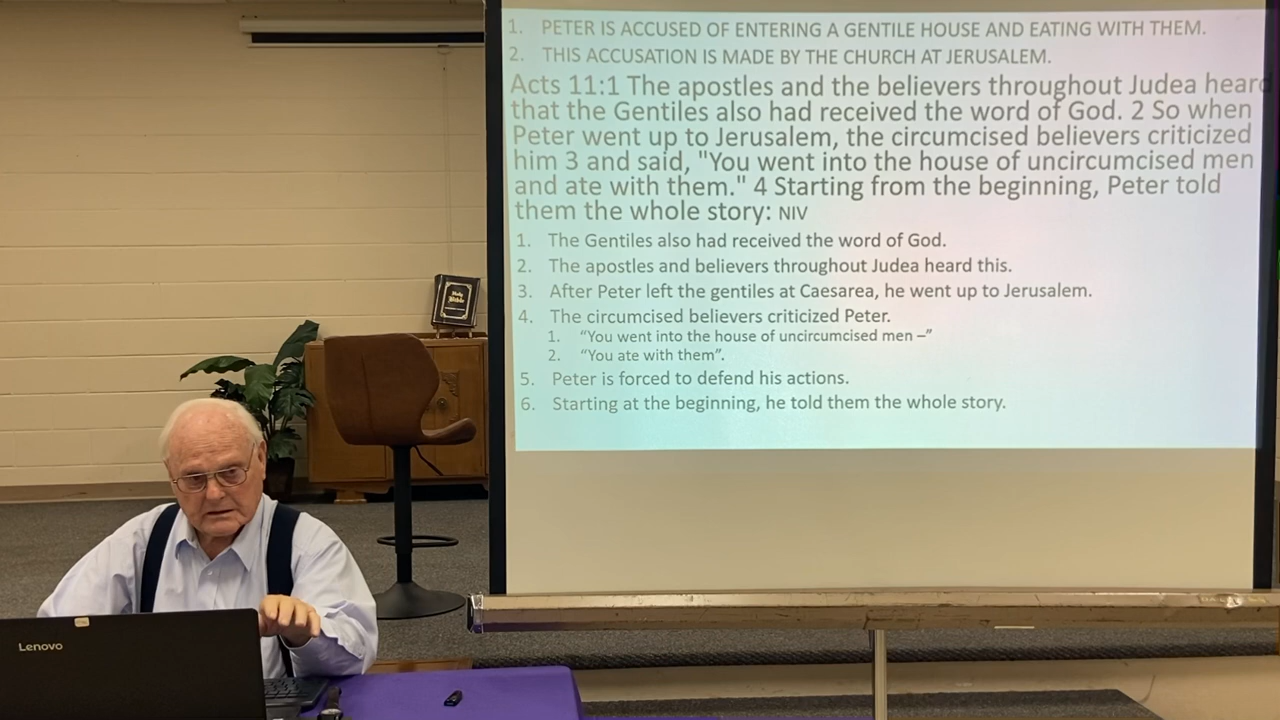 1. PETER IS ACCUSED OF ENTERING A GENTILE HOUSE AND EATING WITH THEM.
2. THIS ACCUSATION IS MADE BY THE CHURCH AT JERUSALEM.
Acts 11:1 The apostles and the believers throughout Judea heard
that the Gentiles also had received the word of God. 2 So when
Peter went up to Jerusalem, the circumcised believers criticized
him 3 and said, "You went into the house of uncircumcised men
and ate with them." 4 Starting from the beginning, Peter told
them the whole story: NIV
1. The Gentiles also had received the word of God.
2. The apostles and believers throughout Judea heard this.
3. After Peter left the gentiles at Caesarea, he went up to Jerusalem.
4. The circumcised believers criticized Peter.
1. “You went into the house of uncircumcised men –”
2. “You ate with them”.
5. Peter is forced to defend his actions.
6. Starting at the beginning, he told them the whole story.
Holy
Bible
Lenovo